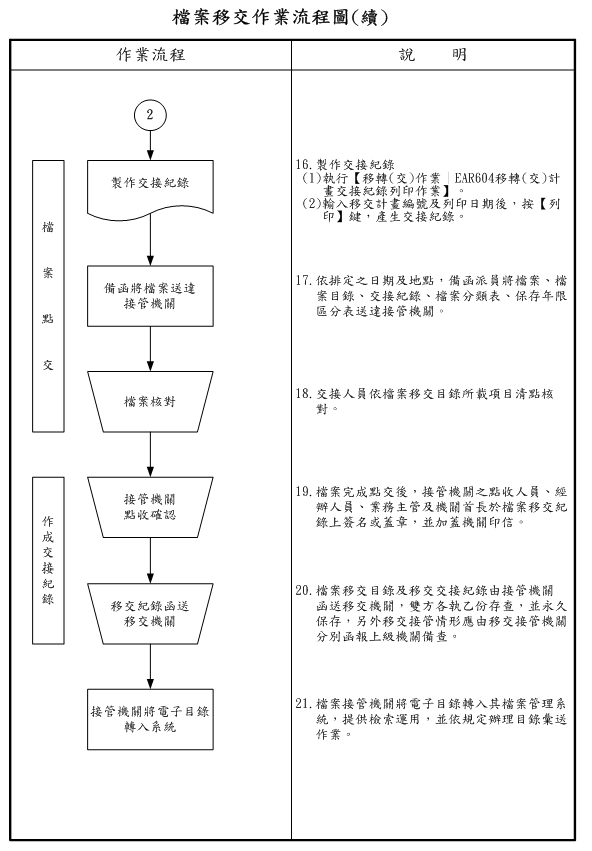 檔案移交作業流程圖(續)
作業流程
說 明
2
檔案點交
製作交接紀錄
備函將檔案送達
接管機關
檔案核對
作成交接紀錄
接管機關
點收確認
移交紀錄函送
移交機關
接管機關將電子目錄
轉入系統
16.製作交接紀錄
(1)執行【移轉(交)作業│EAR604移轉(交)計
畫交接紀錄列印作業】。
(2)輸入移交計畫編號及列印日期後，按【列
印】鍵，產生交接紀錄。
17.依排定之日期及地點，備函派員將檔案、檔
案目錄、交接紀錄、檔案分類表、保存年限
區分表送達接管機關。
18.交接人員依檔案移交目錄所載項目清點核
對。
19.檔案完成點交後，接管機關之點收人員、經
辦人員、業務主管及機關首長於檔案移交紀
錄上簽名或蓋章，並加蓋機關印信。
20.檔案移交目錄及移交交接紀錄由接管機關
函送移交機關，雙方各執乙份存查，並永久
保存，另外移交接管情形應由移交接管機關
分別函報上級機關備查。
21.檔案接管機關將電子目錄轉入其檔案管理系
統，提供檢索運用，並依規定辦理目錄彙送
作業。